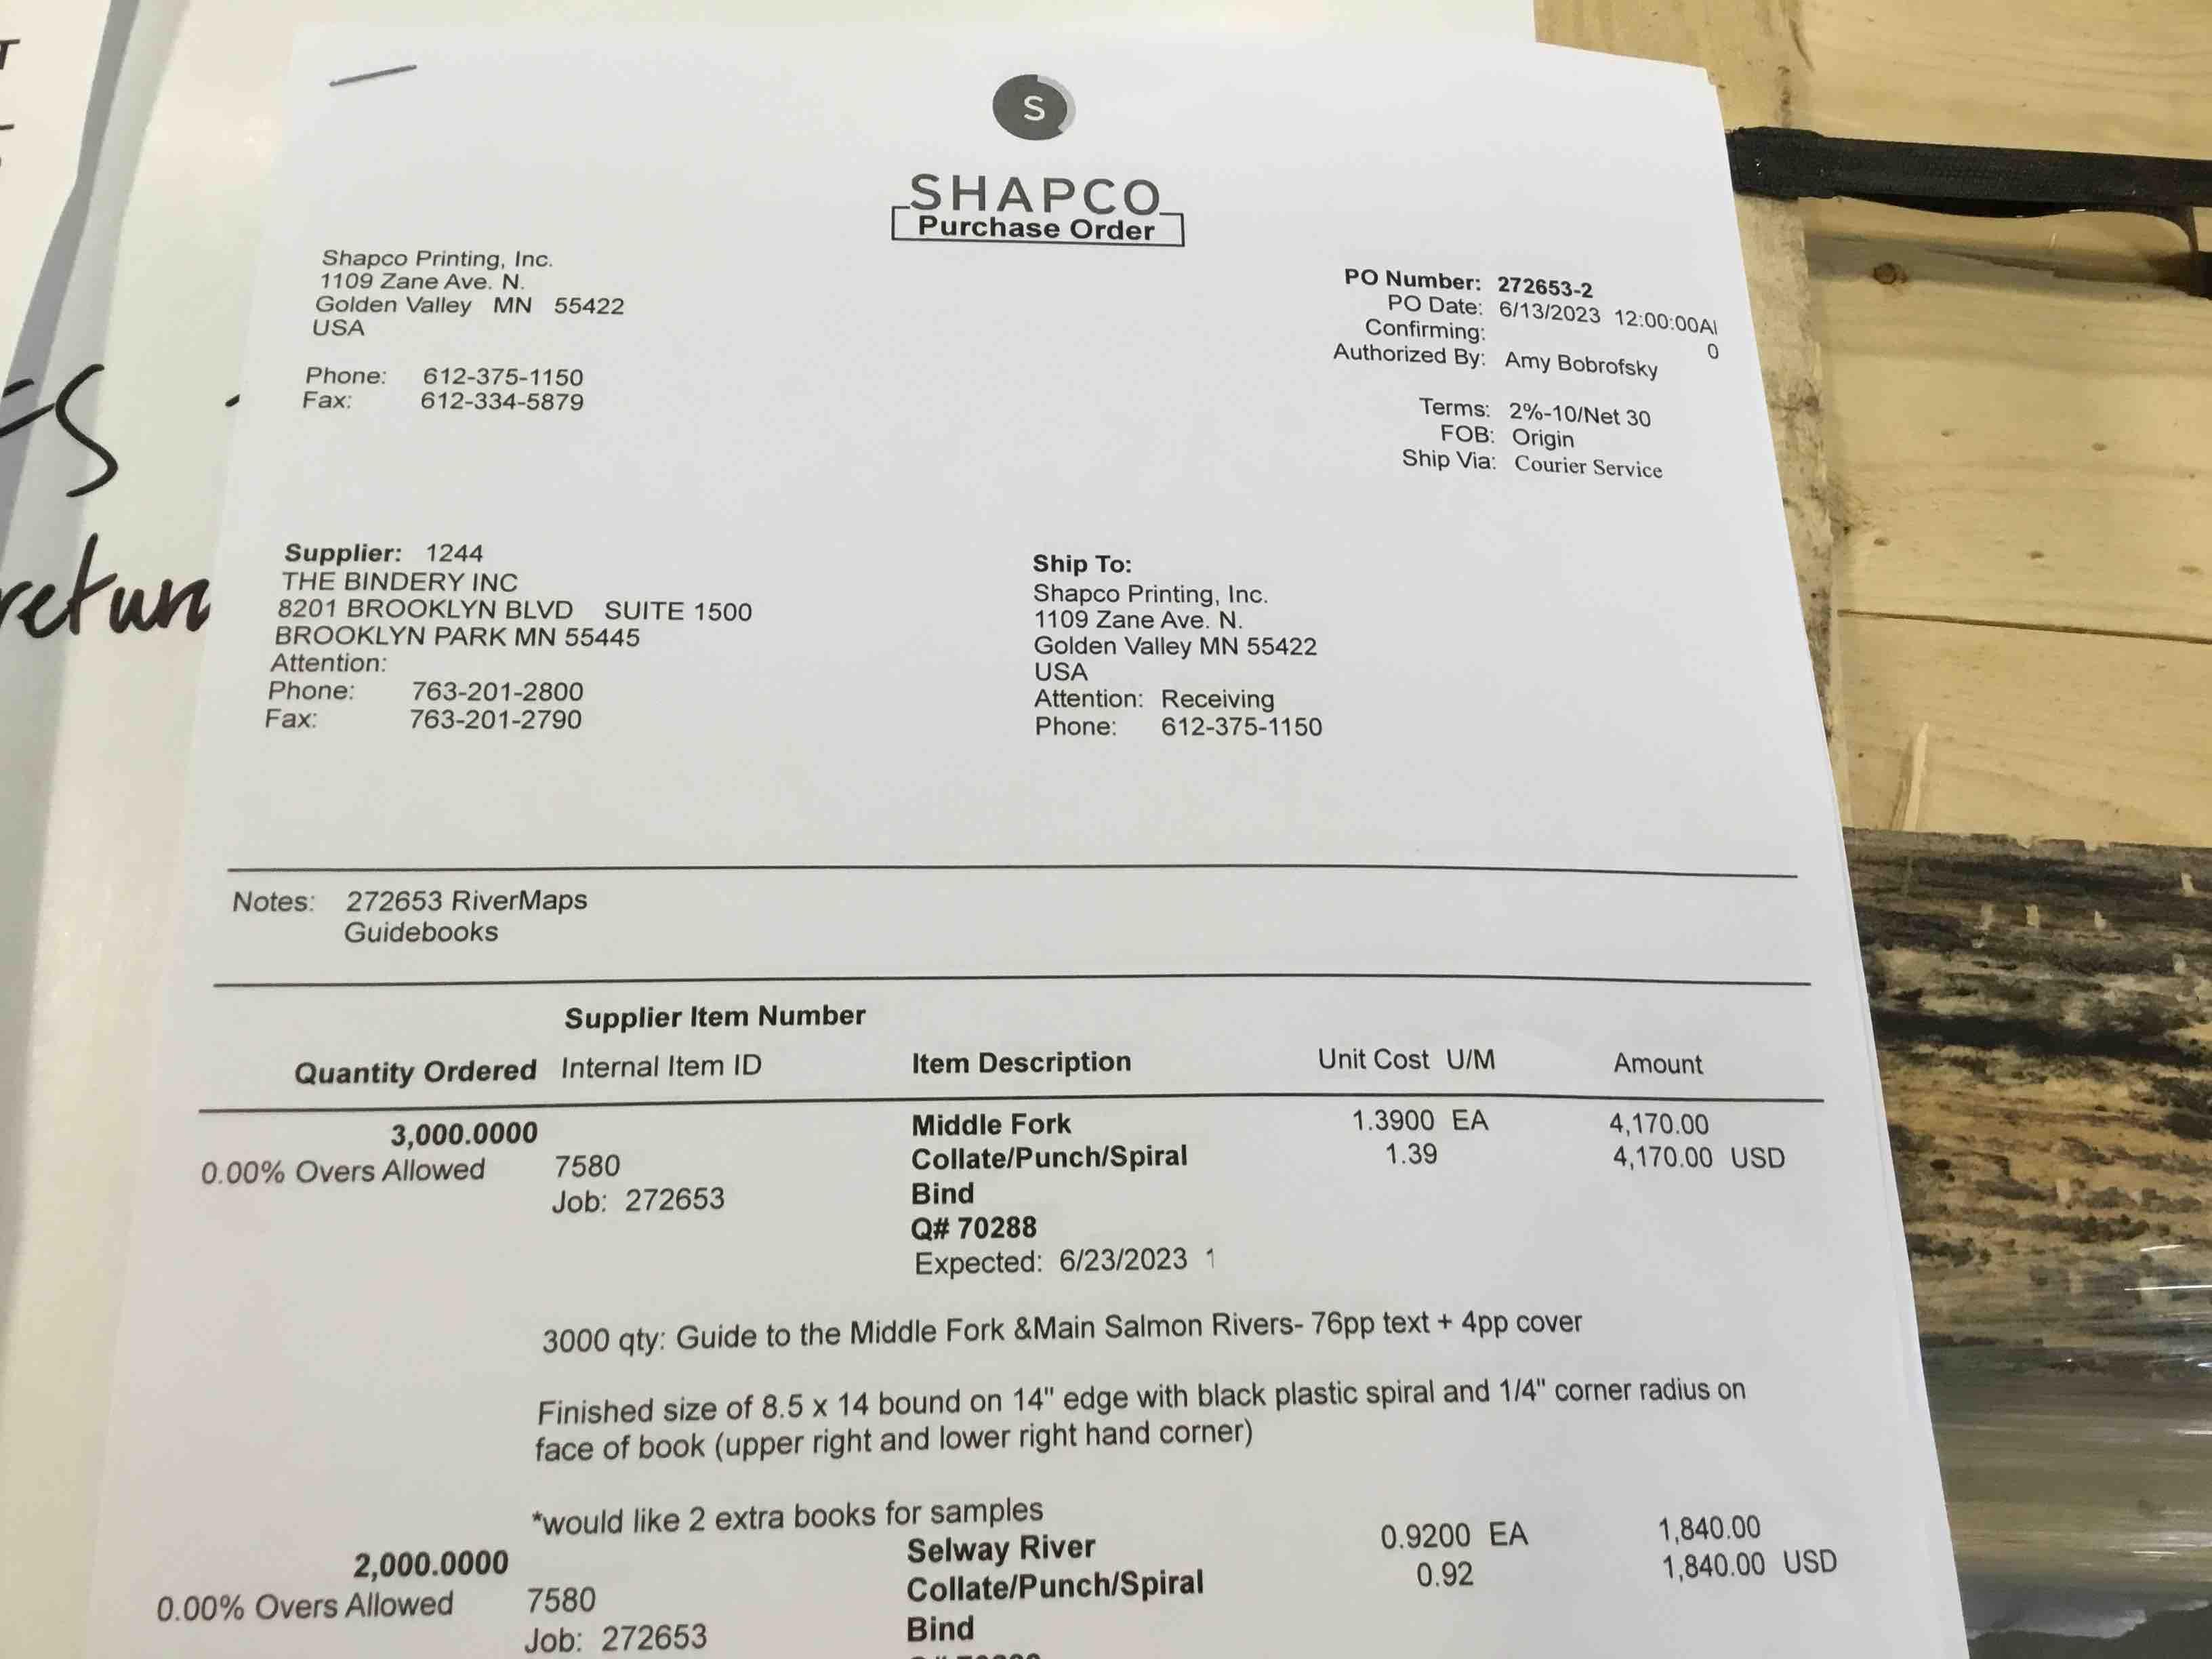 S
SHAPCO
Purchase Order
Shapco Printing, Inc.
1109 Zane Ave. N.
Golden Valley MN 55422
USA
Phone: 612-375-1150
Fax: 612-334-5879
PO Number: 272653-2
PO Date: 6/13/2023 12:00:00A
Confirming: 0
Authorized By: Amy Bobrofsky
Terms: 2%-10/Net 30
FOB: Origin
Ship Via: Courier Service
Supplier: 1244
THE BINDERY INC
8201 BROOKLYN BLVD SUITE 1500
BROOKLYN PARK MN 55445
Attention:
Phone: 763-201-2800
Fax: 763-201-2790
Ship To:
Shapco Printing, Inc.
1109 Zane Ave. N.
Golden Valley MN 55422
USA
Attention: Receiving
Phone: 612-375-1150
return
Notes: 272653 RiverMaps
Guidebooks
Supplier Item Number
Quantity Ordered Internal Item ID Item Description Unit Cost U/M Amount
3,000.0000 Middle Fork 1.3900 EA 4,170.00
0.00% Overs Allowed 7580 Collate/Punch/Spiral 1.39 4,170.00 USD
Job: 272653 Bind
Q# 70288
Expected: 6/23/2023 1
3000 qty: Guide to the Middle Fork &Main Salmon Rivers- 76pp text + 4pp cover
Finished size of 8.5 x 14 bound on 14" edge with black plastic spiral and 1/4" corner radius on
face of book (upper right and lower right hand corner)
*would like 2 extra books for samples
2,000.0000 Selway River 0.9200 EA 1,840.00
0.00% Overs Allowed 7580 Collate/Punch/Spiral 0.92 1,840.00 USD
Job: 272653 Bind